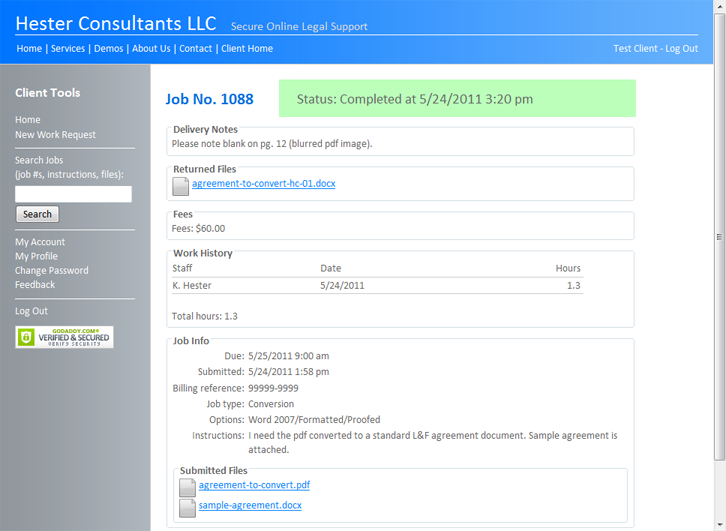 Hester Consultants LLC Secure Online Legal Support
Home | Services | Demos | About Us | Contact | Client Home
Test Client - Log Out
Client Tools
Home
New Work Request
Search Jobs
(job #s, instructions, files):
Search
My Account
My Profile
Change Password
Feedback
Log Out
GODADDY.COM®
VERIFIED & SECURED
VERIFY SECURITY
Job No. 1088
Status: Completed at 5/24/2011 3:20 pm
Delivery Notes
Please note blank on pg. 12 (blurred pdf image).
Returned Files
agreement-to-convert-hc-01.docx
Fees
Fees: $60.00
Work History
Staff Date Hours
K. Hester 5/24/2011 1.3
Total hours: 1.3
Job Info
Due: 5/25/2011 9:00 am
Submitted: 5/24/2011 1:58 pm
Billing reference: 99999-9999
Job type: Conversion
Options: Word 2007/Formatted/Proofed
Instructions: I need the pdf converted to a standard L&F agreement document. Sample agreement is
attached.
Submitted Files
agreement-to-convert.pdf
sample-agreement.docx